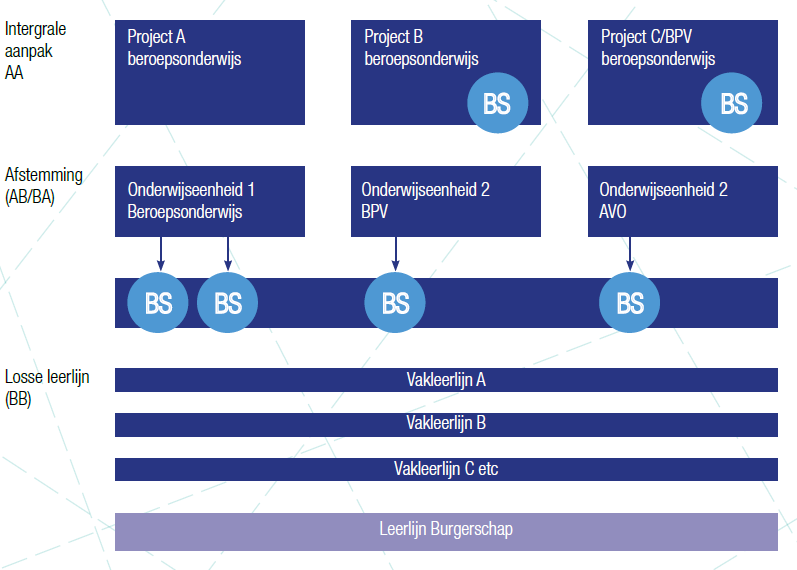 Intergrale
aanpak
AA
Project A
beroepsonderwijs
Project B
beroepsonderwijs
BS
Project C/BPV
beroepsonderwijs
BS
Afstemming
(AB/BA)
Onderwijseenheid 1
Beroepsonderwijs
Onderwijseenheid 2
BPV
Onderwijseenheid 2
AVO
BS
BS
BS
BS
Losse leerlijn
(BB)
Vakleerlijn A
Vakleerlijn B
Vakleerlijn C etc
Leerlijn Burgerschap